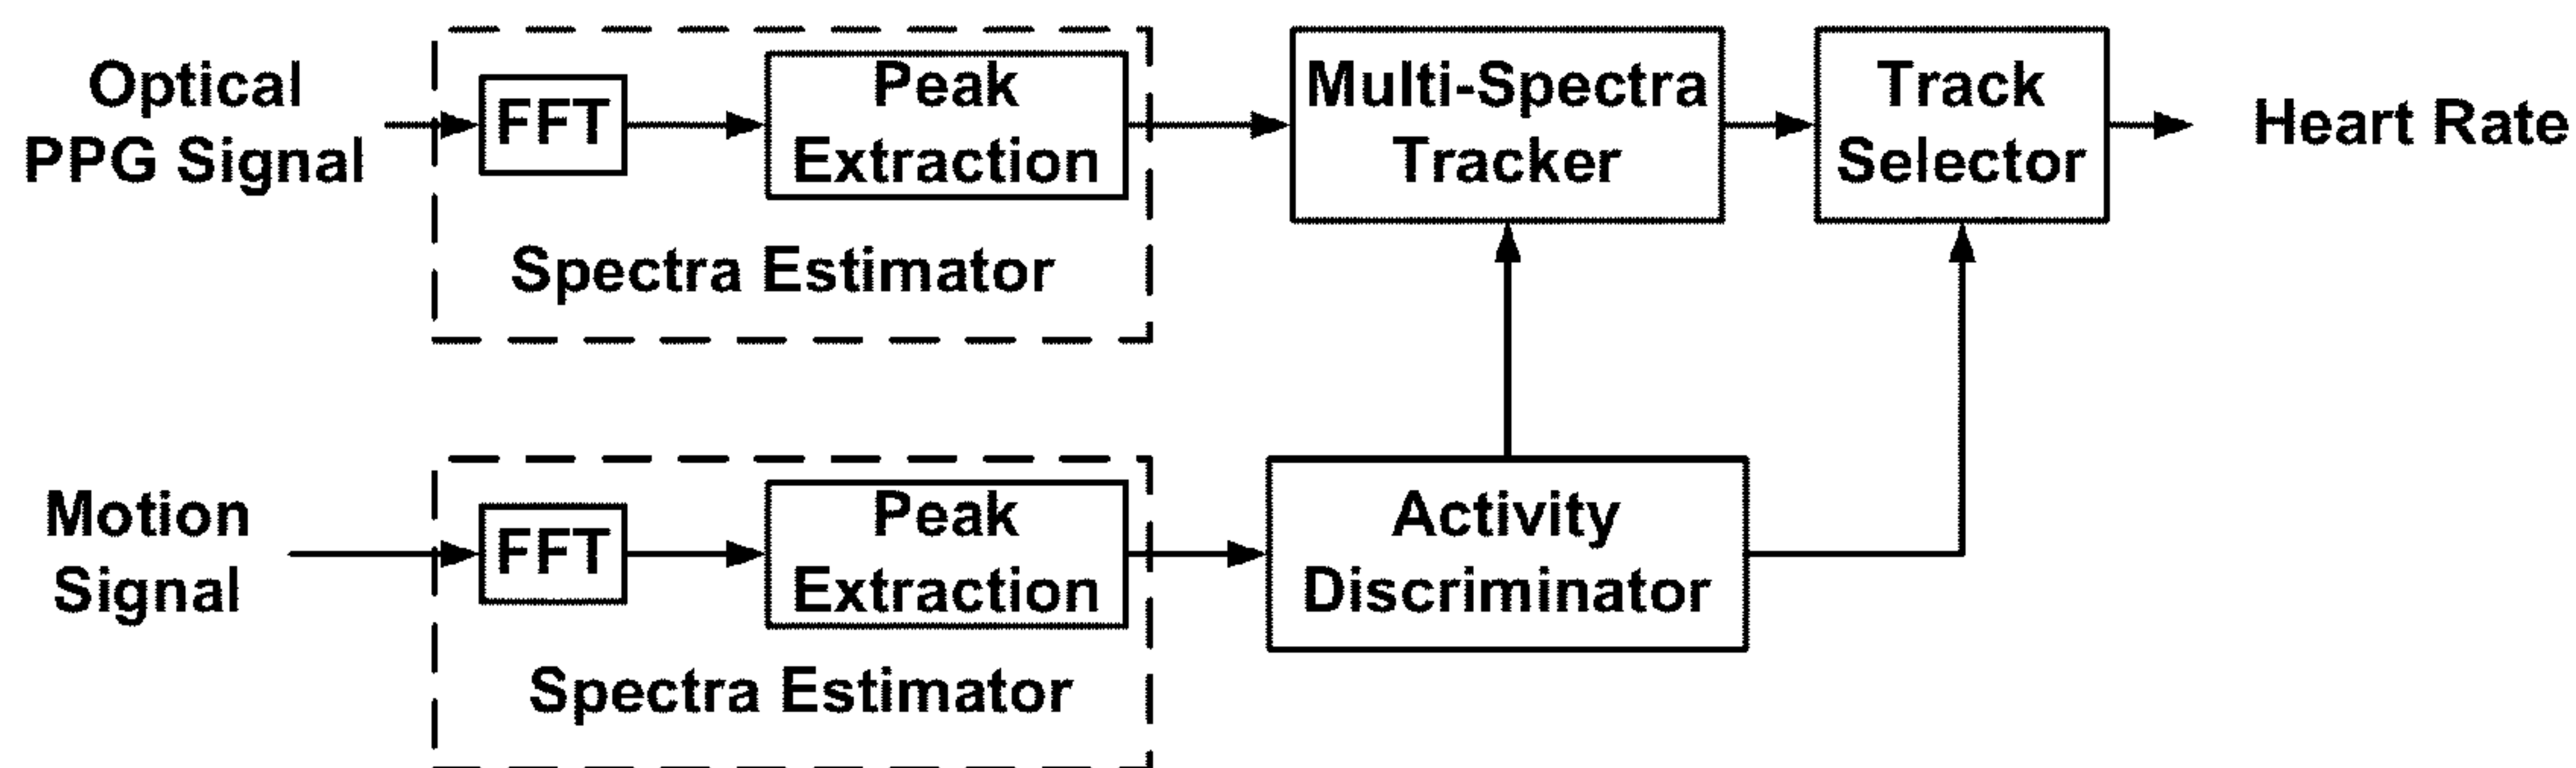 Optical
PPG Signal
FFT
Peak
Extraction
Spectra Estimator
Multi-Spectra
Tracker
Track
Selector
Heart Rate
Motion
Signal
FFT
Peak
Extraction
Spectra Estimator
Activity
Discriminator